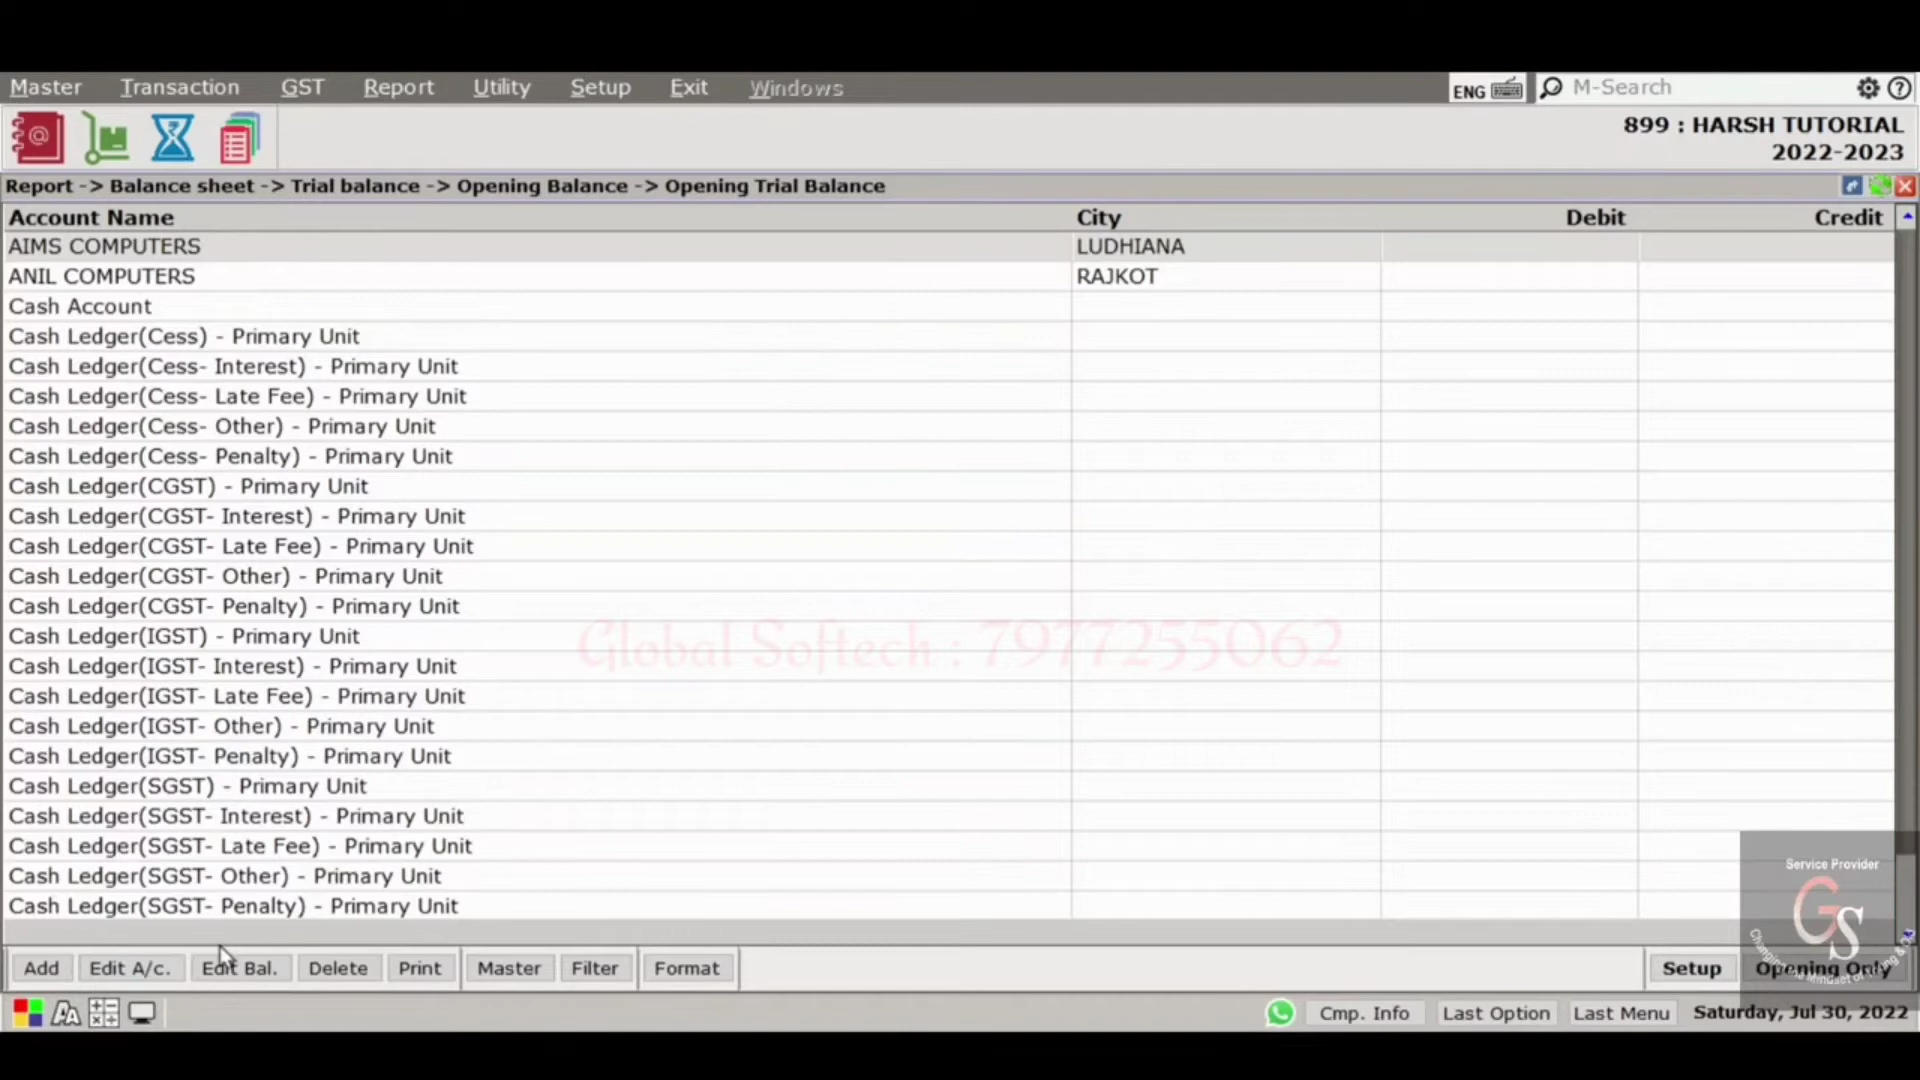 Master Transaction GST Report Utility Setup Exit Windows ENG M-Search
899 : HARSH TUTORIAL
2022-2023
Report -> Balance sheet -> Trial balance -> Opening Balance -> Opening Trial Balance
Account Name City Debit Credit
AIMS COMPUTERS LUDHIANA
ANIL COMPUTERS RAJKOT
Cash Account
Cash Ledger(Cess) - Primary Unit
Cash Ledger(Cess- Interest) - Primary Unit
Cash Ledger(Cess- Late Fee) - Primary Unit
Cash Ledger(Cess- Other) - Primary Unit
Cash Ledger(Cess- Penalty) - Primary Unit
Cash Ledger(CGST) - Primary Unit
Cash Ledger(CGST- Interest) - Primary Unit
Cash Ledger(CGST- Late Fee) - Primary Unit
Cash Ledger(CGST- Other) - Primary Unit
Cash Ledger(CGST- Penalty) - Primary Unit
Cash Ledger(IGST) - Primary Unit
Global Softech : 7977255062
Cash Ledger(IGST- Interest) - Primary Unit
Cash Ledger(IGST- Late Fee) - Primary Unit
Cash Ledger(IGST- Other) - Primary Unit
Cash Ledger(IGST- Penalty) - Primary Unit
Cash Ledger(SGST) - Primary Unit
Cash Ledger(SGST- Interest) - Primary Unit
Cash Ledger(SGST- Late Fee) - Primary Unit
Cash Ledger(SGST- Other) - Primary Unit
Cash Ledger(SGST- Penalty) - Primary Unit
Service Provider
GS
Add Edit A/c. Edit Bal. Delete Print Master Filter Format Setup Opening Only
Cmp. Info Last Option Last Menu Saturday, Jul 30, 2022